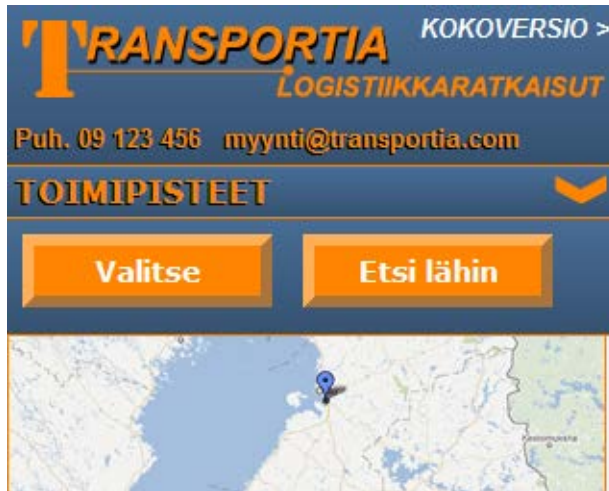 TRANSPORTIA
KOKOVERSIO >
LOGISTIIKKARATKAISUT
Puh. 09 123 456 myynti@transportia.com
TOIMIPISTEET
Valitse Etsi lähin